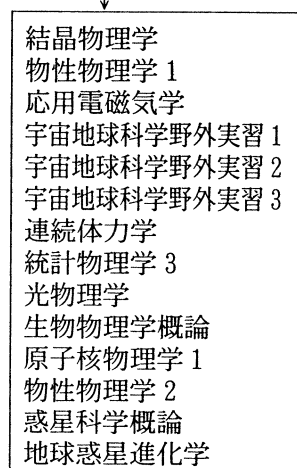 結晶物理学
物性物理学 1
応用電磁気学
宇宙地球科学野外実習 1
宇宙地球科学野外実習 2
宇宙地球科学野外実習 3
連続体力学
統計物理学 3
光物理学
生物物理学概論
原子核物理学 1
物性物理学 2
惑星科学概論
地球惑星進化学